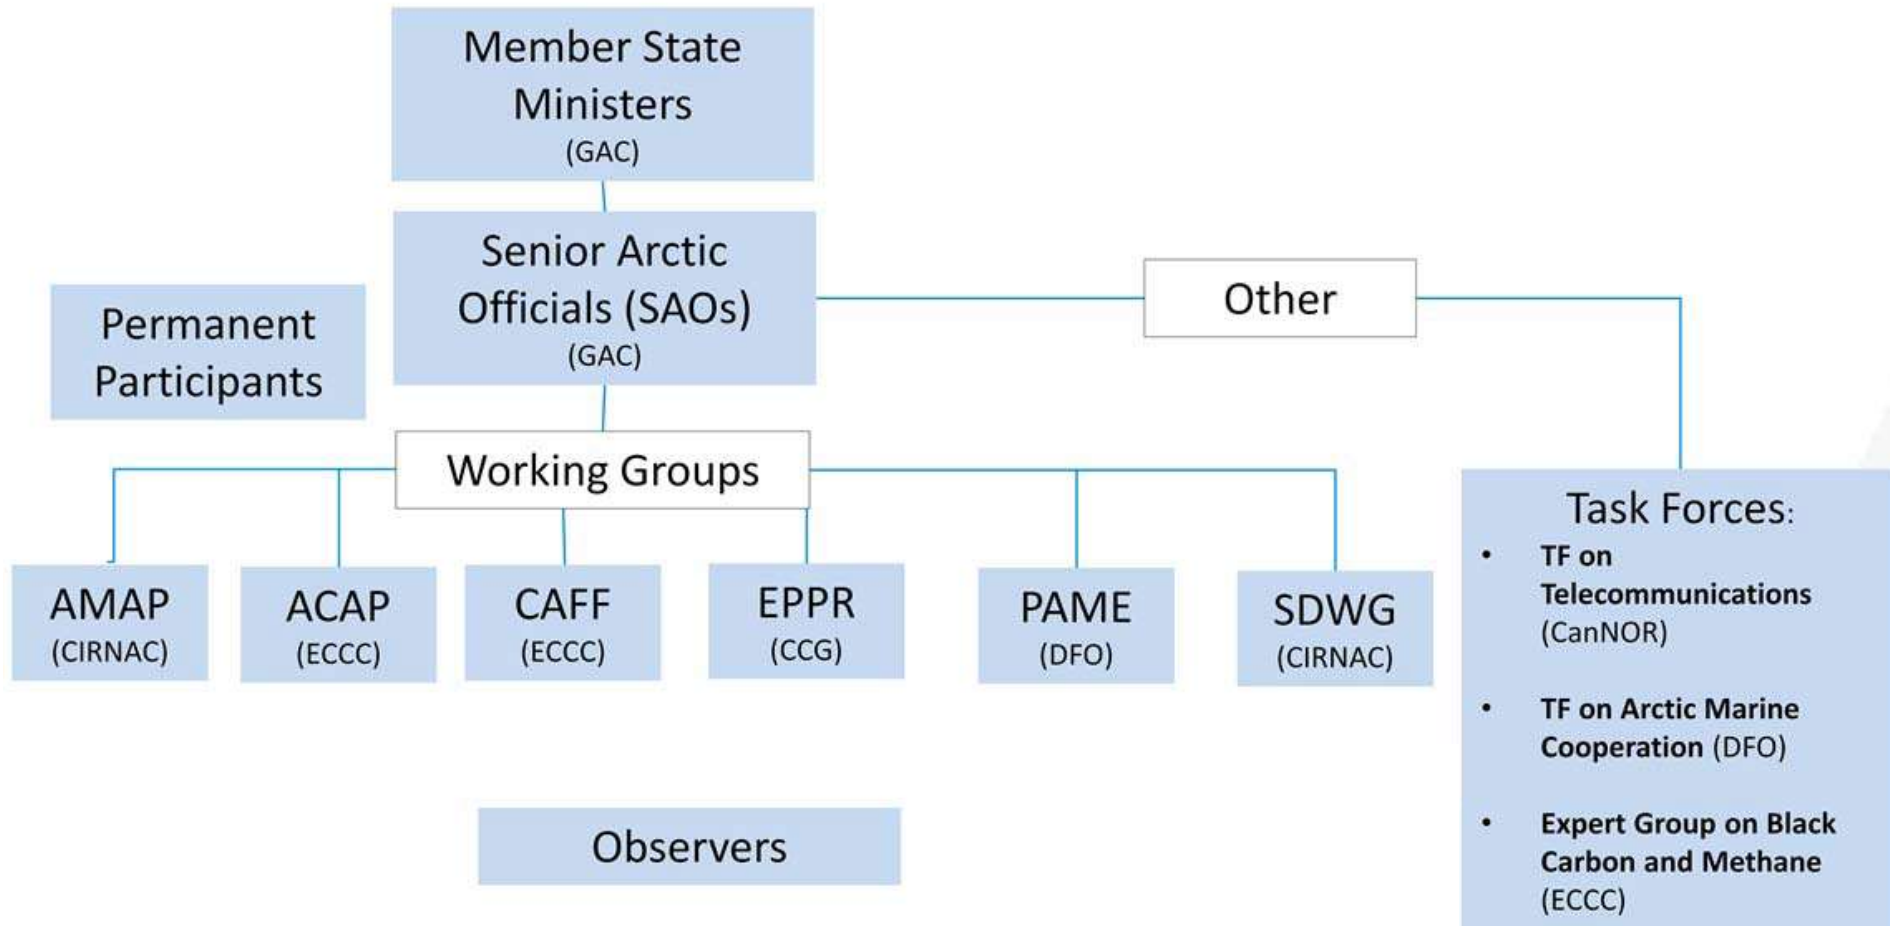 Member State
Ministers
(GAC)
Senior Arctic
Officials (SAOs)
(GAC)
Other
Permanent
Participants
Working Groups
AMAP
(CIRNAC)
ACAP
(ECCC)
CAFF
(ECCC)
EPPR
(CCG)
PAME
(DFO)
SDWG
(CIRNAC)
Task Forces:
• TF on
Telecommunications
(CanNOR)
• TF on Arctic Marine
Cooperation (DFO)
• Expert Group on Black
Carbon and Methane
(ECCC)
Observers